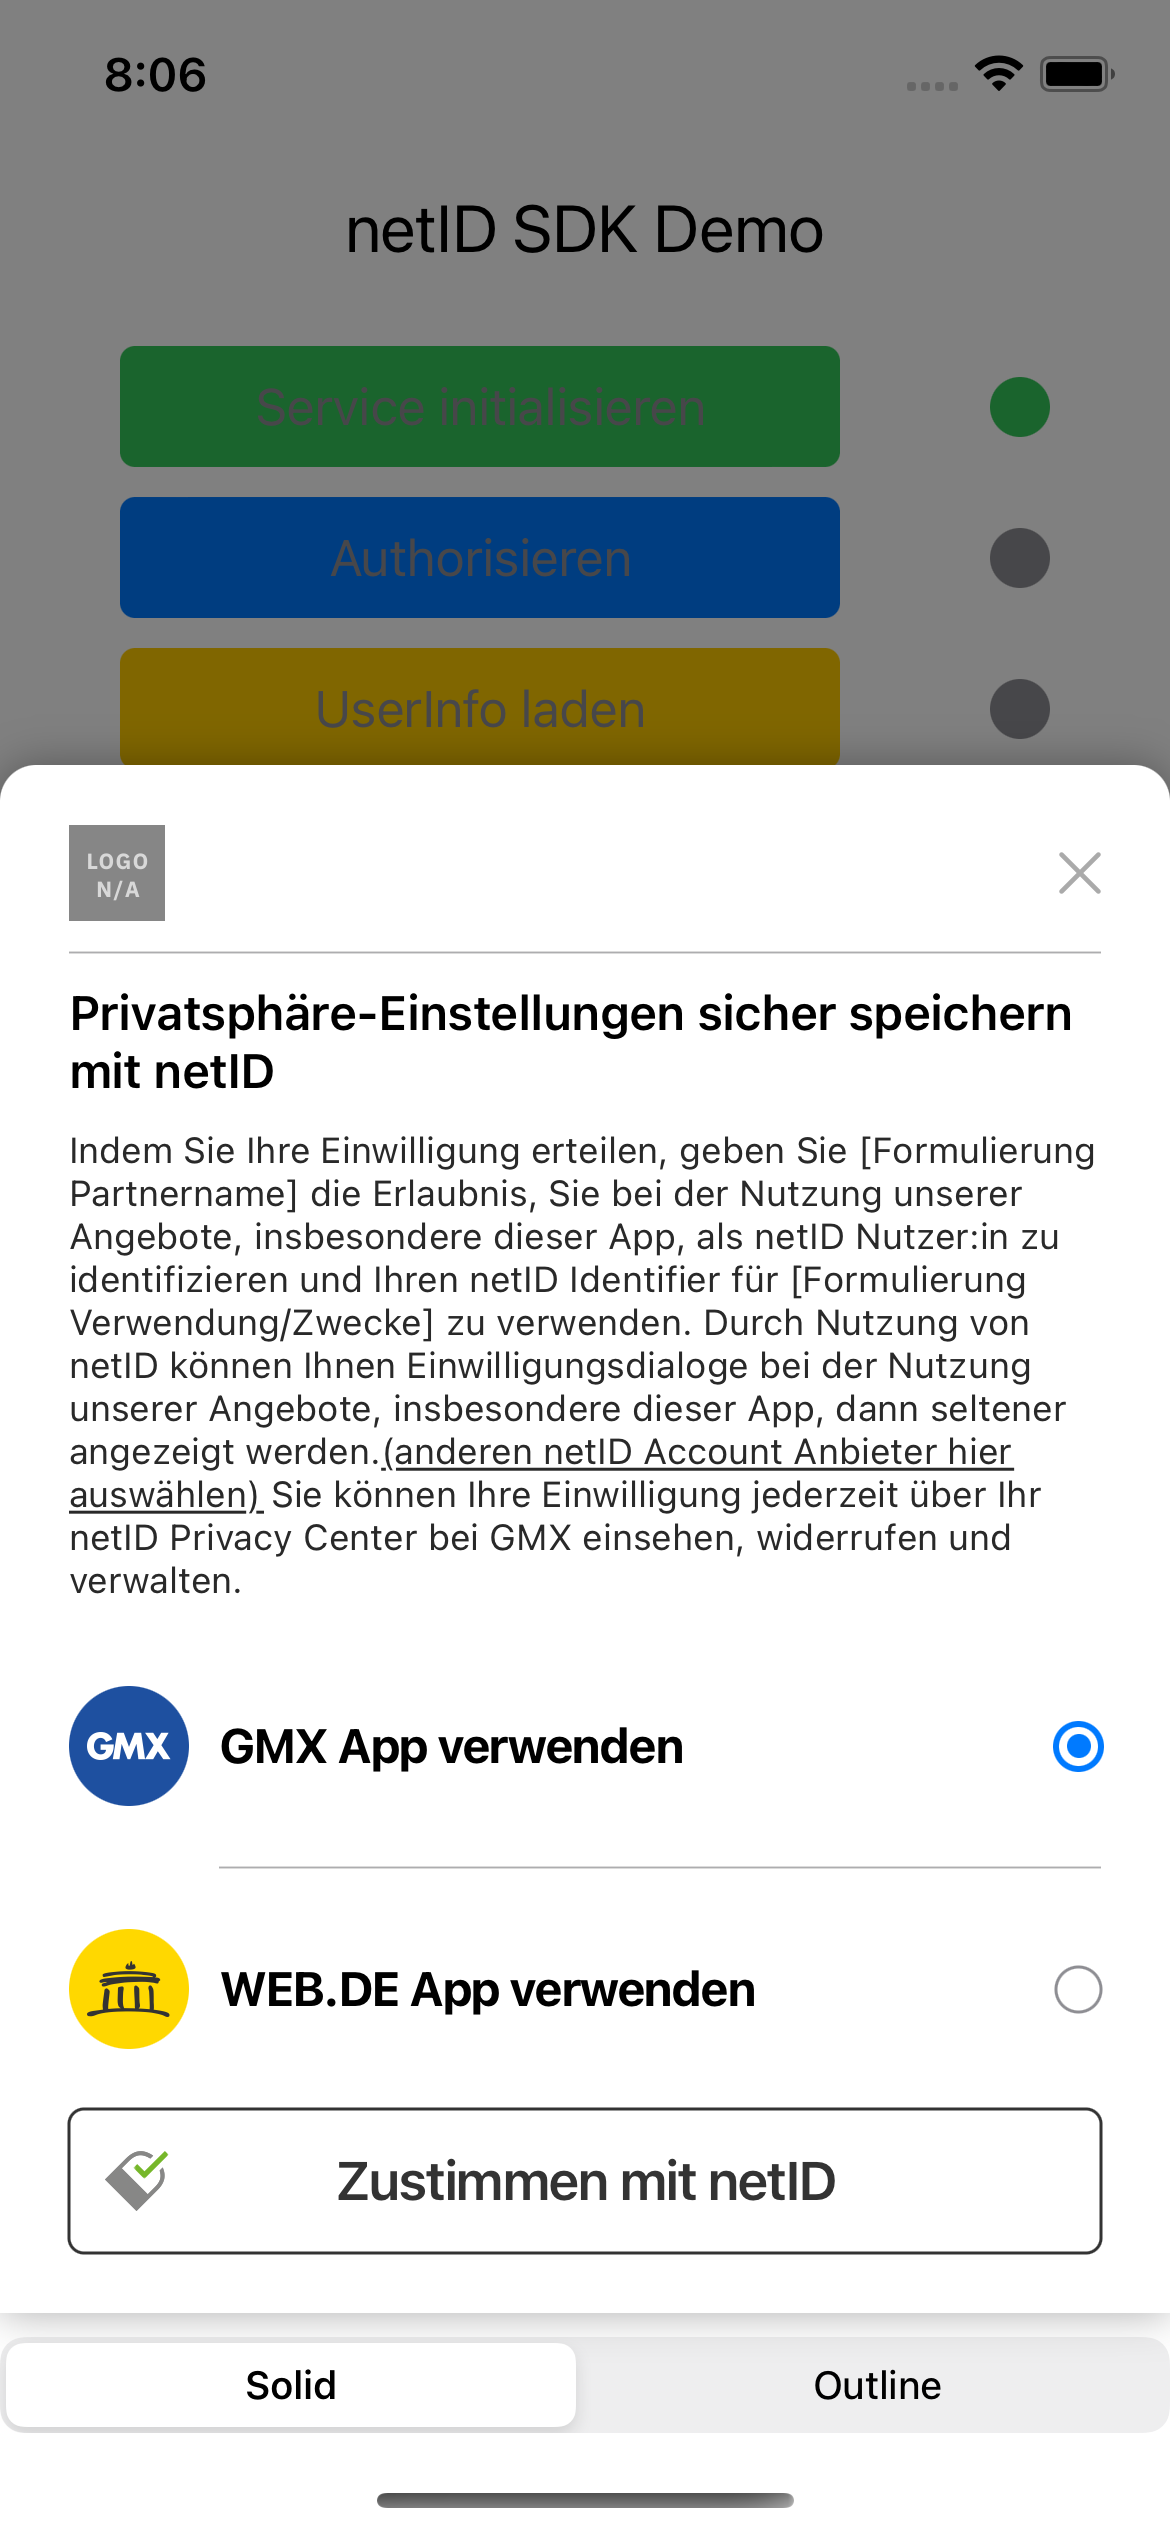 8:06
netID SDK Demo
Service initialisieren
Authorisieren
UserInfo laden
LOGO
N/A
Privatsphäre-Einstellungen sicher speichern
mit netID
Indem Sie Ihre Einwilligung erteilen, geben Sie [Formulierung
Partnername] die Erlaubnis, Sie bei der Nutzung unserer
Angebote, insbesondere dieser App, als netID Nutzer:in zu
identifizieren und Ihren netID Identifier für [Formulierung
Verwendung/Zwecke] zu verwenden. Durch Nutzung von
netID können Ihnen Einwilligungsdialoge bei der Nutzung
unserer Angebote, insbesondere dieser App, dann seltener
angezeigt werden.(anderen netID Account Anbieter hier
auswählen) Sie können Ihre Einwilligung jederzeit über Ihr
netID Privacy Center bei GMX einsehen, widerrufen und
verwalten.
GMX GMX App verwenden
WEB.DE App verwenden
Zustimmen mit netID
Solid Outline